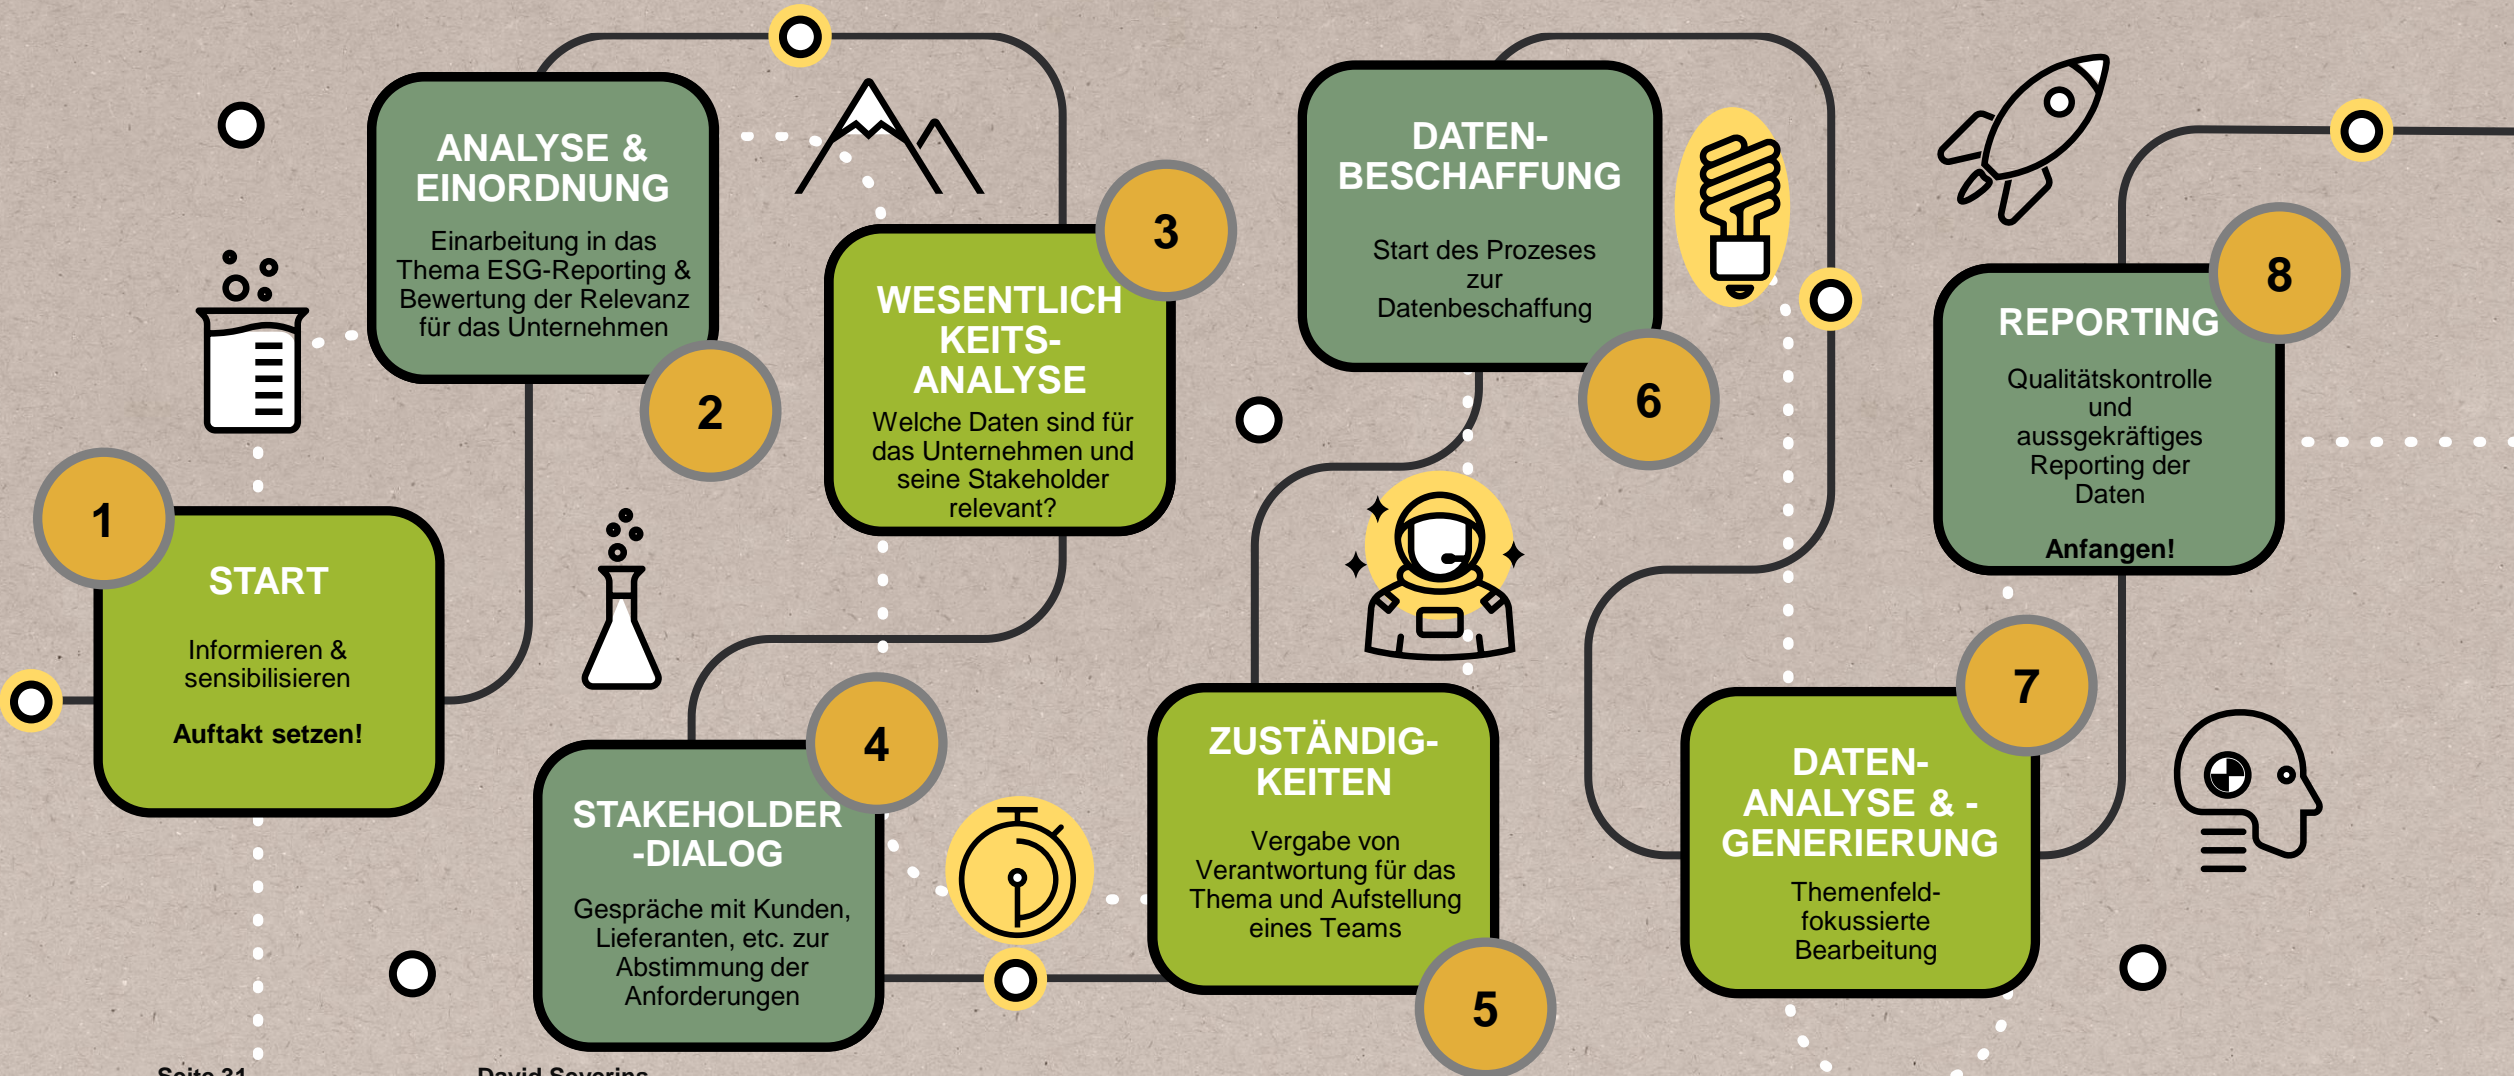 1
START
Informieren &
sensibilisieren
Auftakt setzen!
ANALYSE &
EINORDNUNG
Einarbeitung in das
Thema ESG-Reporting &
Bewertung der Relevanz
für das Unternehmen
2
3
WESENTLICH
KEITS-
ANALYSE
Welche Daten sind für
das Unternehmen und
seine Stakeholder
relevant?
4
STAKEHOLDER
-DIALOG
Gespräche mit Kunden,
Lieferanten, etc. zur
Abstimmung der
Anforderungen
ZUSTÄNDIG-
KEITEN
Vergabe von
Verantwortung für das
Thema und Aufstellung
eines Teams
5
DATEN-
BESCHAFFUNG
Start des Prozeses
zur
Datenbeschaffung
6
7
DATEN-
ANALYSE & -
GENERIERUNG
Themenfeld-
fokussierte
Bearbeitung
8
REPORTING
Qualitätskontrolle
und
aussgekräftiges
Reporting der
Daten
Anfangen!
Seite 31
David Severins